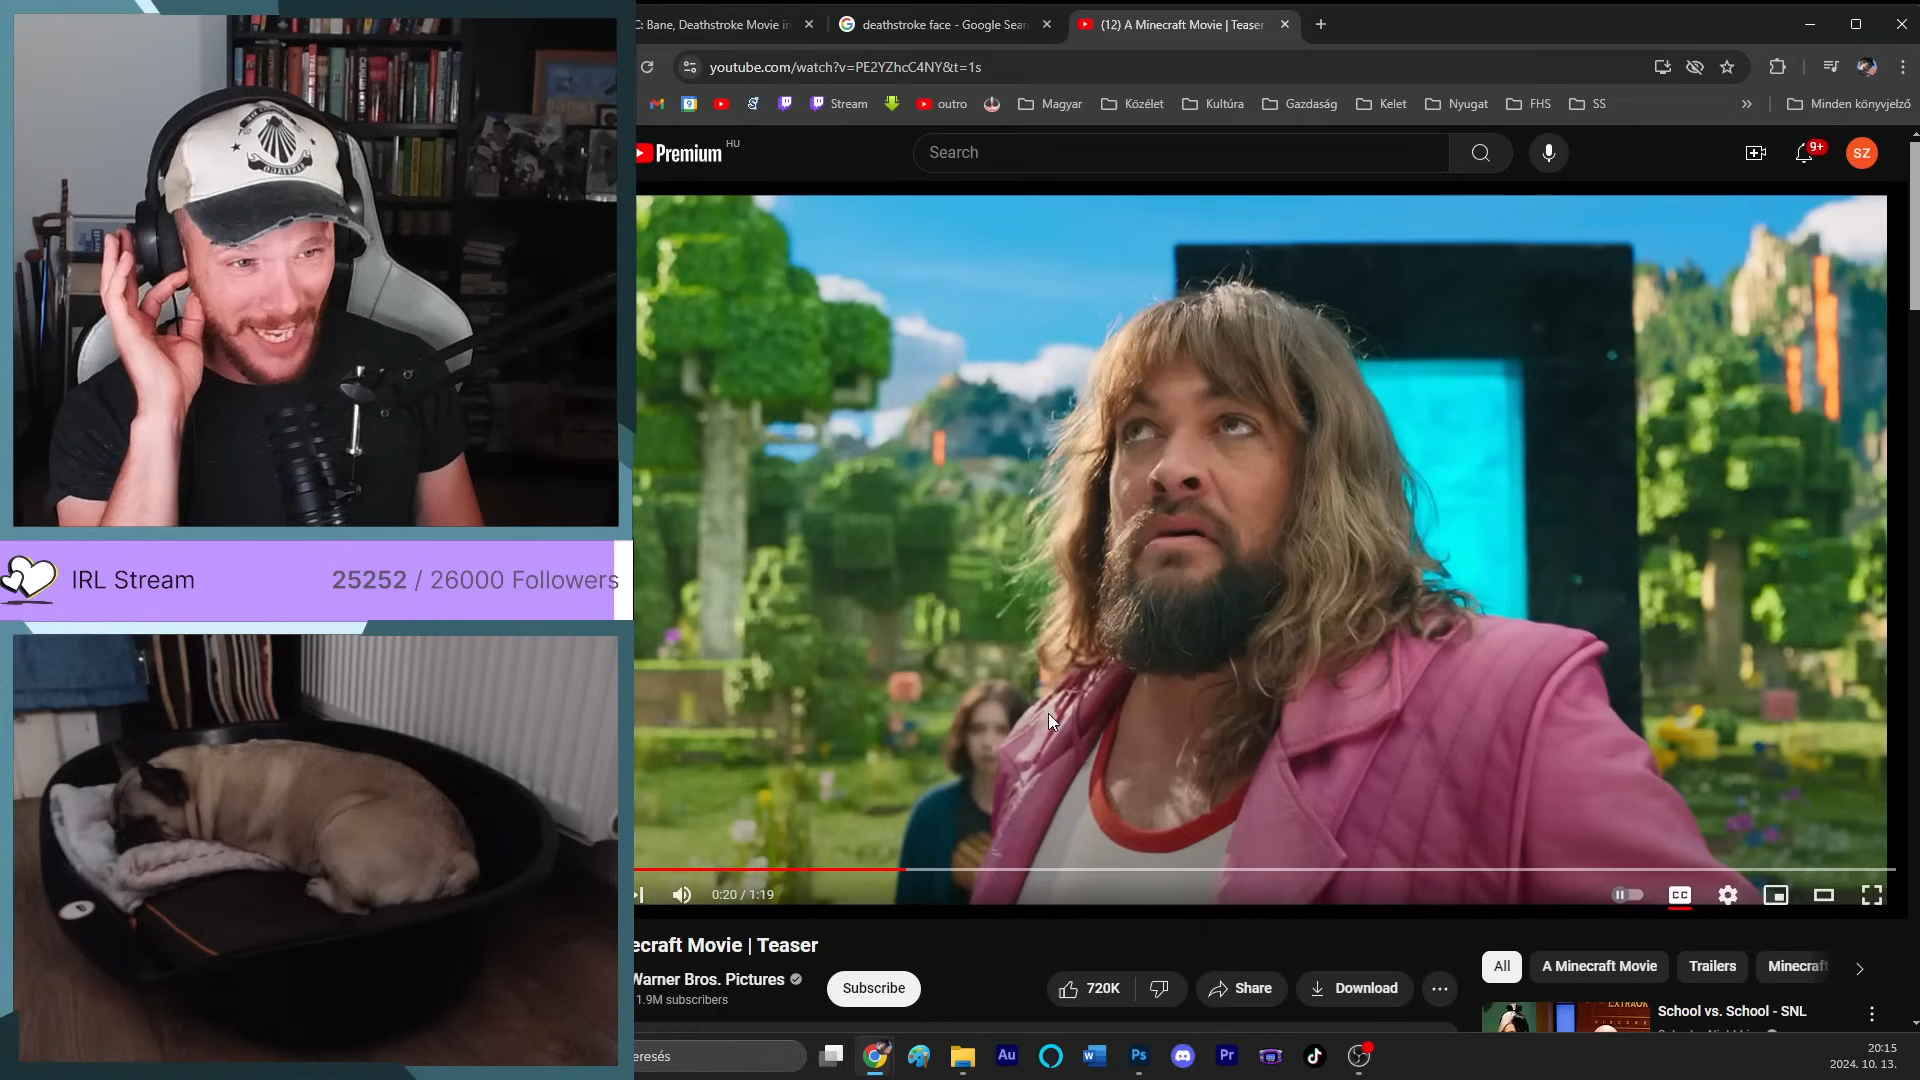 C: Bane, Deathstroke Movie in
deathstroke face - Google Sear
(12) A Minecraft Movie | Teaser
youtube.com/watch?v=PE2YZhcC4NY&t=1s
Stream
outro
Magyar
Közélet
Kultúra
Gazdaság
Kelet
Nyugat
FHS
SS
Minden könyvjelző
Premium HU
Search
9+
SZ
IRL Stream 25252 / 26000 Followers
0:20 / 1:19
CC
ecraft Movie | Teaser
Warner Bros. Pictures
1.9M subscribers
Subscribe
720K
Share
Download
All
A Minecraft Movie
Trailers
Minecraft
School vs. School - SNL
eresés
Au
W
Ps
Pr
20:15
2024. 10. 13.